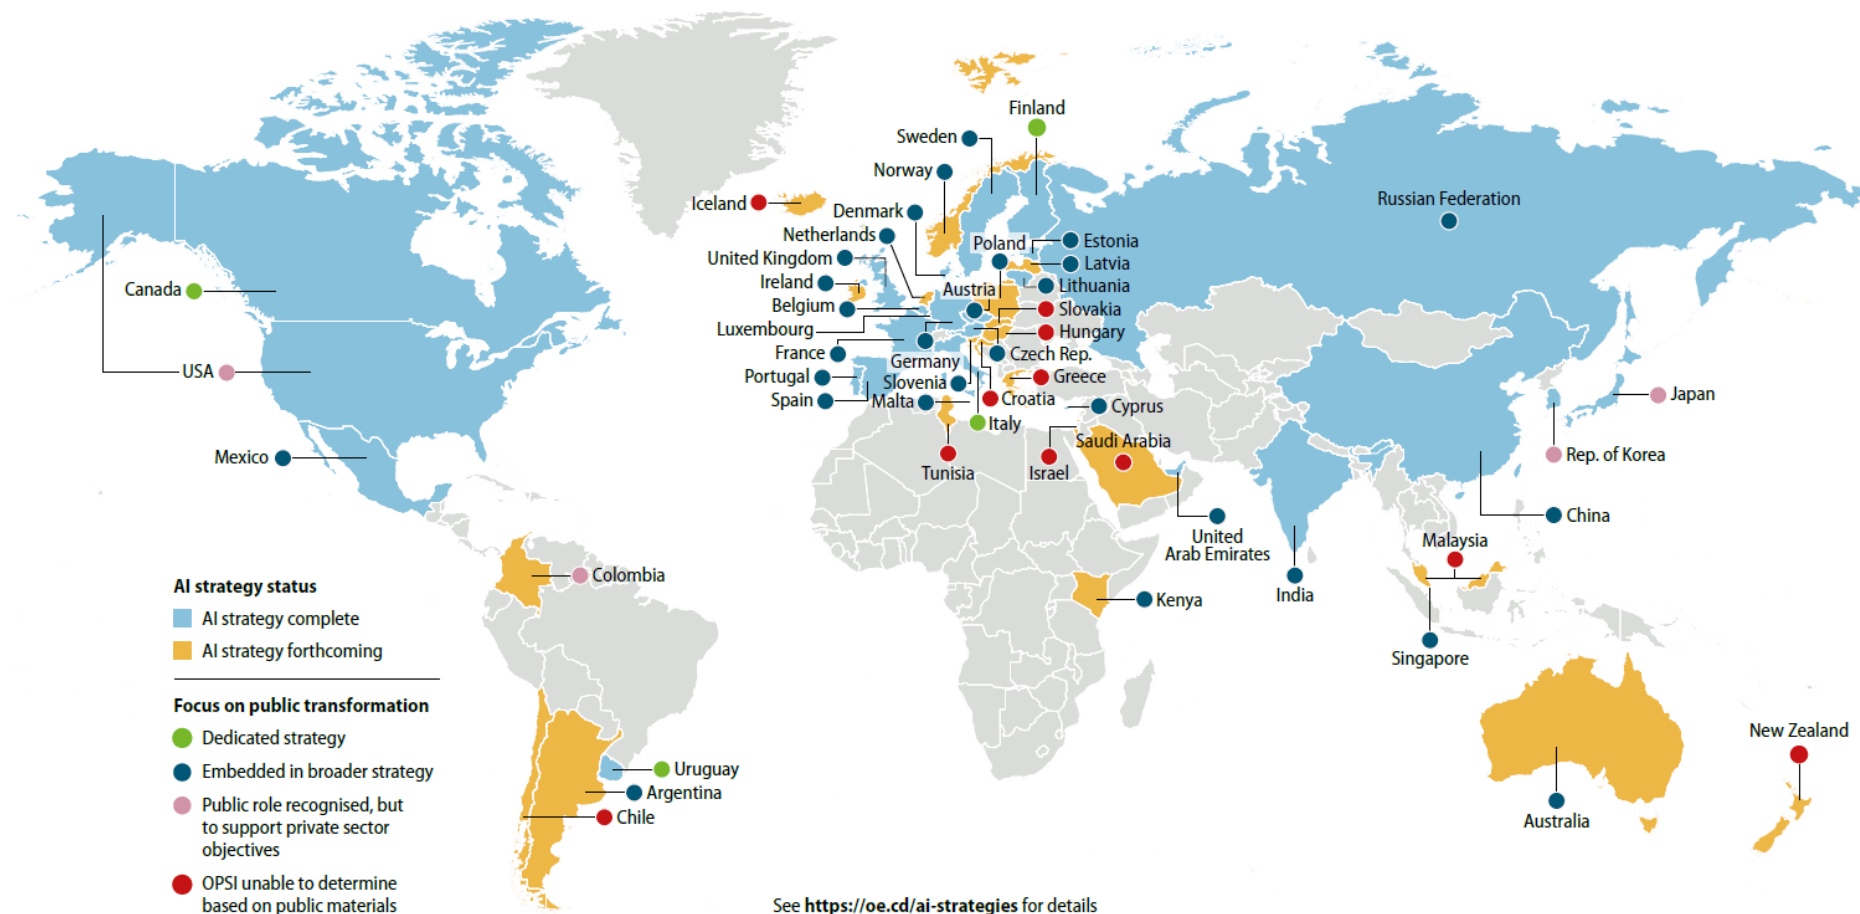 Finland
Sweden
Norway
Iceland
Denmark
Netherlands
United Kingdom
Ireland
Belgium
Luxembourg
France
Portugal
Spain
Poland
Austria
Germany
Slovenia
Malta
Estonia
Latvia
Lithuania
Slovakia
Hungary
Czech Rep.
Greece
Croatia
Italy
Cyprus
Tunisia
Israel
Saudi Arabia
United
Arab Emirates
Russian Federation
Canada
USA
Mexico
Japan
Rep. of Korea
China
India
Malaysia
Singapore
Kenya
Colombia
Uruguay
Argentina
Chile
Australia
New Zealand
AI strategy status
AI strategy complete
AI strategy forthcoming
Focus on public transformation
Dedicated strategy
Embedded in broader strategy
Public role recognised, but
to support private sector
objectives
OPSI unable to determine
based on public materials
See https://oe.cd/ai-strategies for details